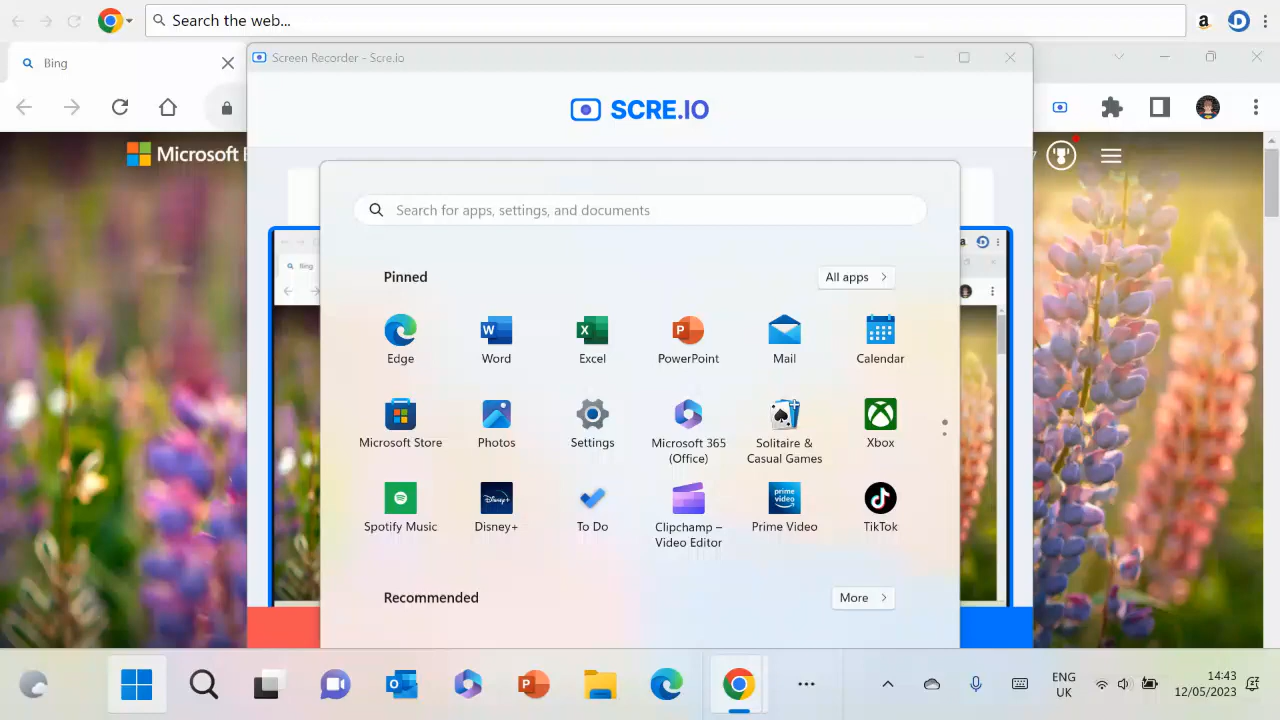 Search the web...
Bing
Screen Recorder - Scre.io
SCRE.IO
Microsoft
Search for apps, settings, and documents
Bing
Pinned
All apps
Edge
Word
Excel
PowerPoint
Mail
Calendar
Microsoft Store
Photos
Settings
Microsoft 365
(Office)
Solitaire &
Casual Games
Xbox
Spotify Music
Disney+
To Do
Clipchamp –
Video Editor
prime
video
Prime Video
TikTok
Recommended
More
ENG
UK
14:43
12/05/2023